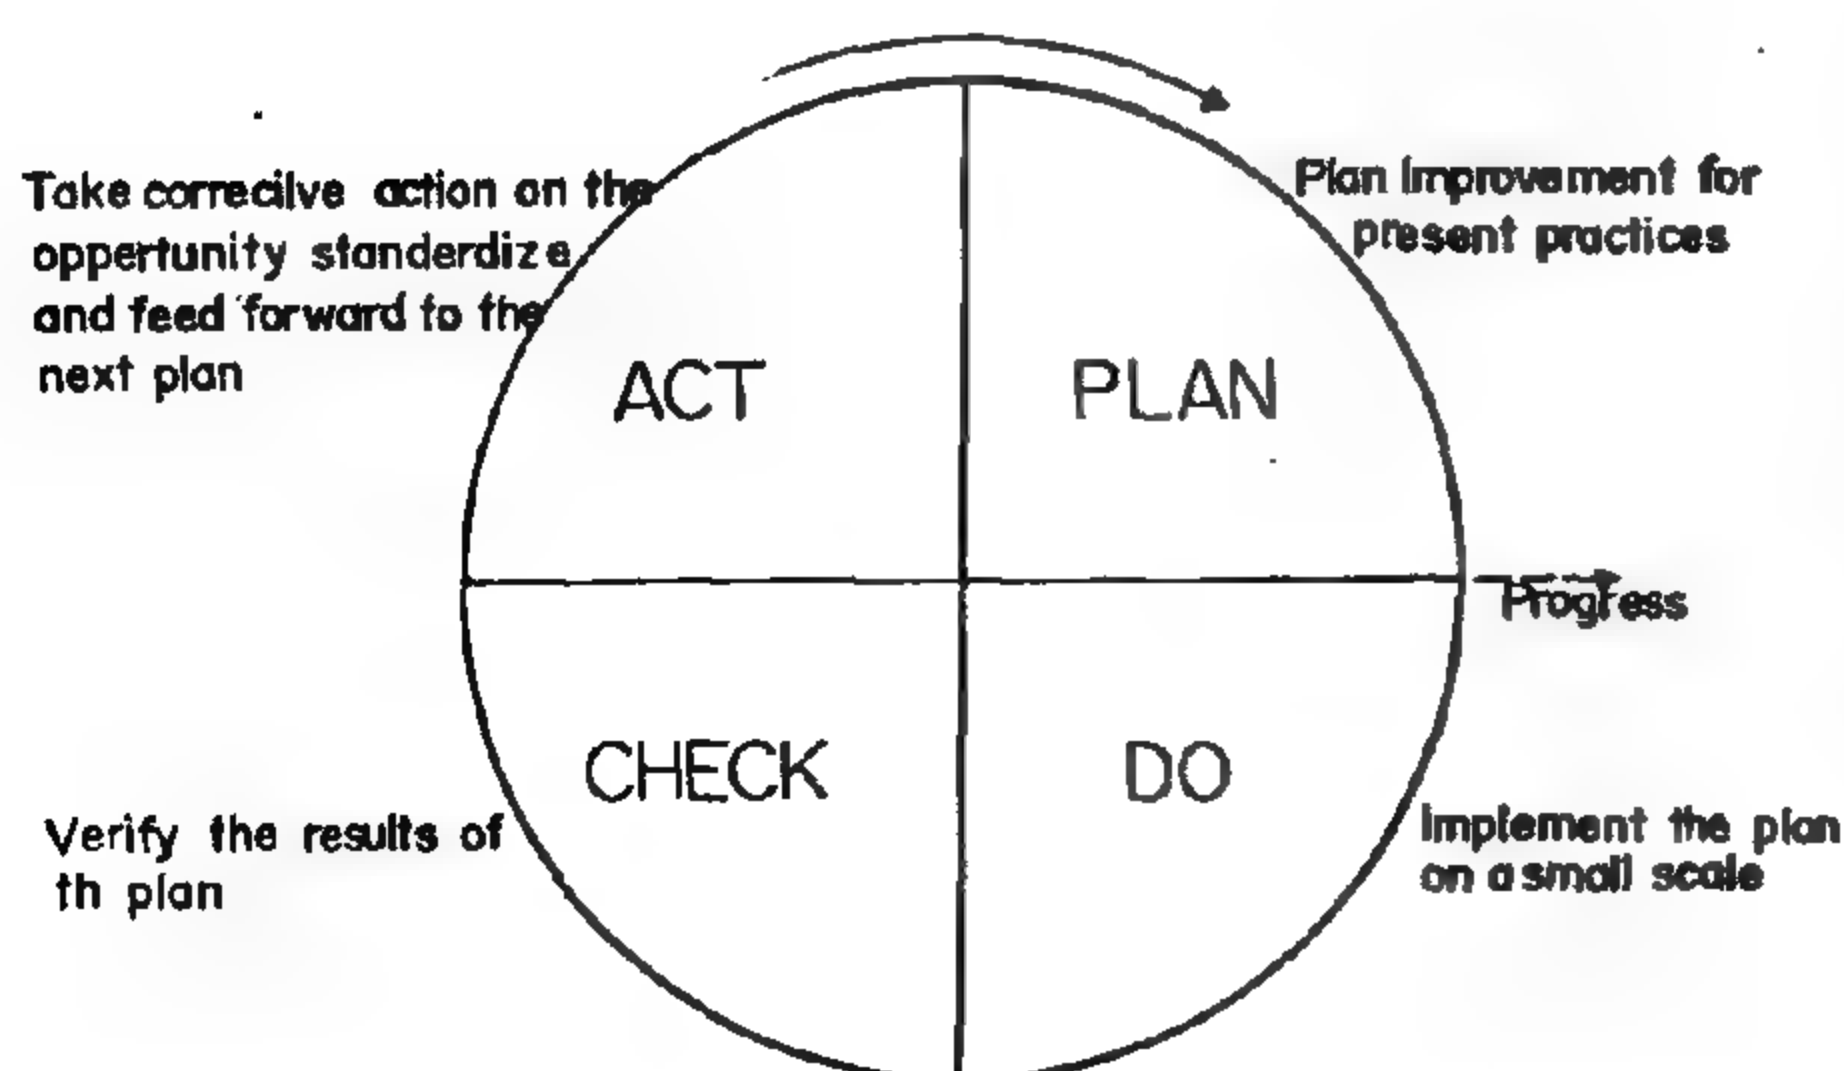 Take correcilve action on the
oppertunity standerdize
and feed forward to the
next plan
Plan Improvement for
present practices
ACT
PLAN
Progress
CHECK
DO
Verify the results of
th plan
Implement the plan
on a small scale